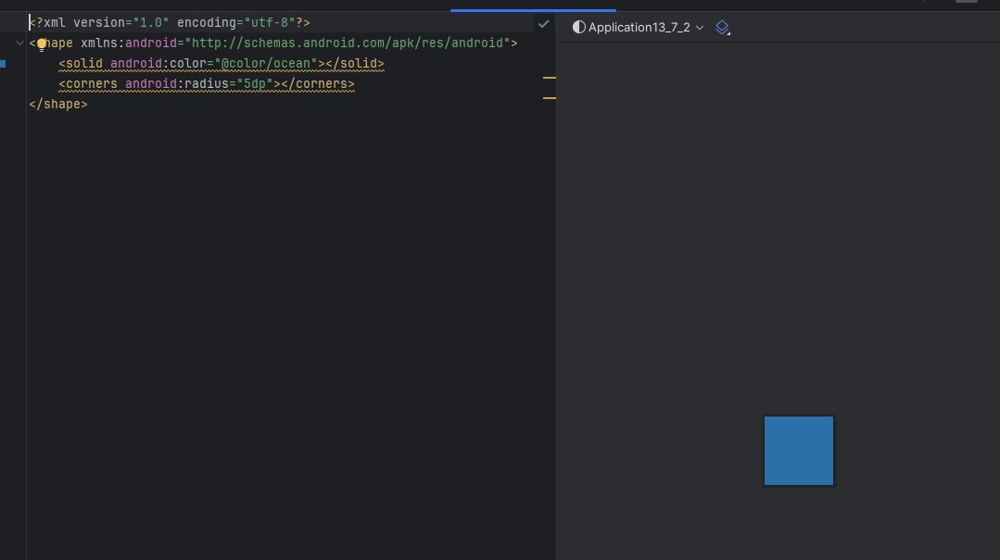 <?xml version="1.0" encoding="utf-8"?>
<shape xmlns:android="http://schemas.android.com/apk/res/android">
    <solid android:color="@color/ocean"></solid>
    <corners android:radius="5dp"></corners>
</shape>
Application13_7_2